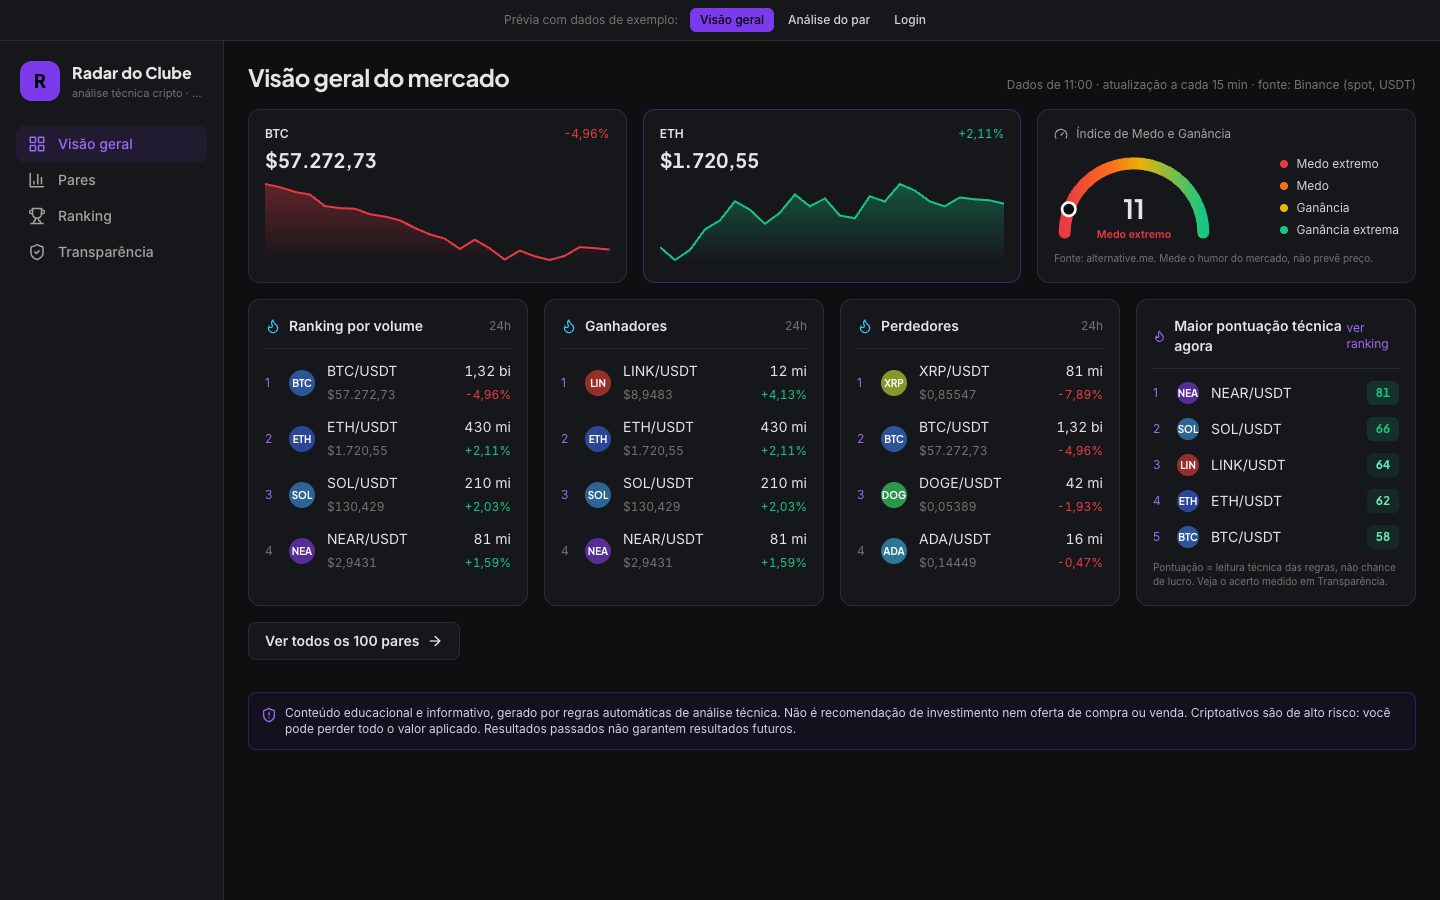 Prévia com dados de exemplo: Visão geral Análise do par Login
R
Radar do Clube
análise técnica cripto · ...
Visão geral
Pares
Ranking
Transparência
Visão geral do mercado
Dados de 11:00 · atualização a cada 15 min · fonte: Binance (spot, USDT)
BTC -4,96%
$57.272,73
ETH +2,11%
$1.720,55
Índice de Medo e Ganância
11
Medo extremo
Medo extremo
Medo
Ganância
Ganância extrema
Fonte: alternative.me. Mede o humor do mercado, não prevê preço.
Ranking por volume 24h
1 BTC BTC/USDT 1,32 bi
$57.272,73 -4,96%
2 ETH ETH/USDT 430 mi
$1.720,55 +2,11%
3 SOL SOL/USDT 210 mi
$130,429 +2,03%
4 NEA NEAR/USDT 81 mi
$2,9431 +1,59%
Ganhadores 24h
1 LIN LINK/USDT 12 mi
$8,9483 +4,13%
2 ETH ETH/USDT 430 mi
$1.720,55 +2,11%
3 SOL SOL/USDT 210 mi
$130,429 +2,03%
4 NEA NEAR/USDT 81 mi
$2,9431 +1,59%
Perdedores 24h
1 XRP XRP/USDT 81 mi
$0,85547 -7,89%
2 BTC BTC/USDT 1,32 bi
$57.272,73 -4,96%
3 DOG DOGE/USDT 42 mi
$0,05389 -1,93%
4 ADA ADA/USDT 16 mi
$0,14449 -0,47%
Maior pontuação técnica ver
agora ranking
1 NEA NEAR/USDT 81
2 SOL SOL/USDT 66
3 LIN LINK/USDT 64
4 ETH ETH/USDT 62
5 BTC BTC/USDT 58
Pontuação = leitura técnica das regras, não chance
de lucro. Veja o acerto medido em Transparência.
Ver todos os 100 pares →
Conteúdo educacional e informativo, gerado por regras automáticas de análise técnica. Não é recomendação de investimento nem oferta de compra ou venda. Criptoativos são de alto risco: você
pode perder todo o valor aplicado. Resultados passados não garantem resultados futuros.